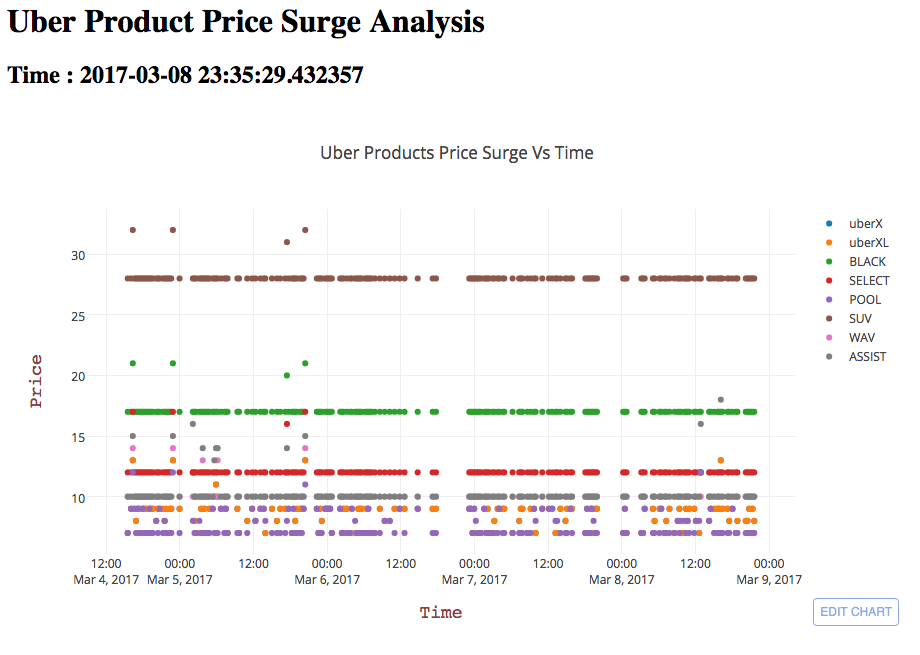 Uber Product Price Surge Analysis
Time : 2017-03-08 23:35:29.432357
Uber Products Price Surge Vs Time
uberX
uberXL
BLACK
SELECT
POOL
SUV
WAV
ASSIST
30
25
20
15
10
Price
12:00 00:00 12:00 00:00 12:00 00:00 12:00 00:00 12:00 00:00
Mar 4, 2017 Mar 5, 2017 Mar 6, 2017 Mar 7, 2017 Mar 8, 2017 Mar 9, 2017
Time
EDIT CHART